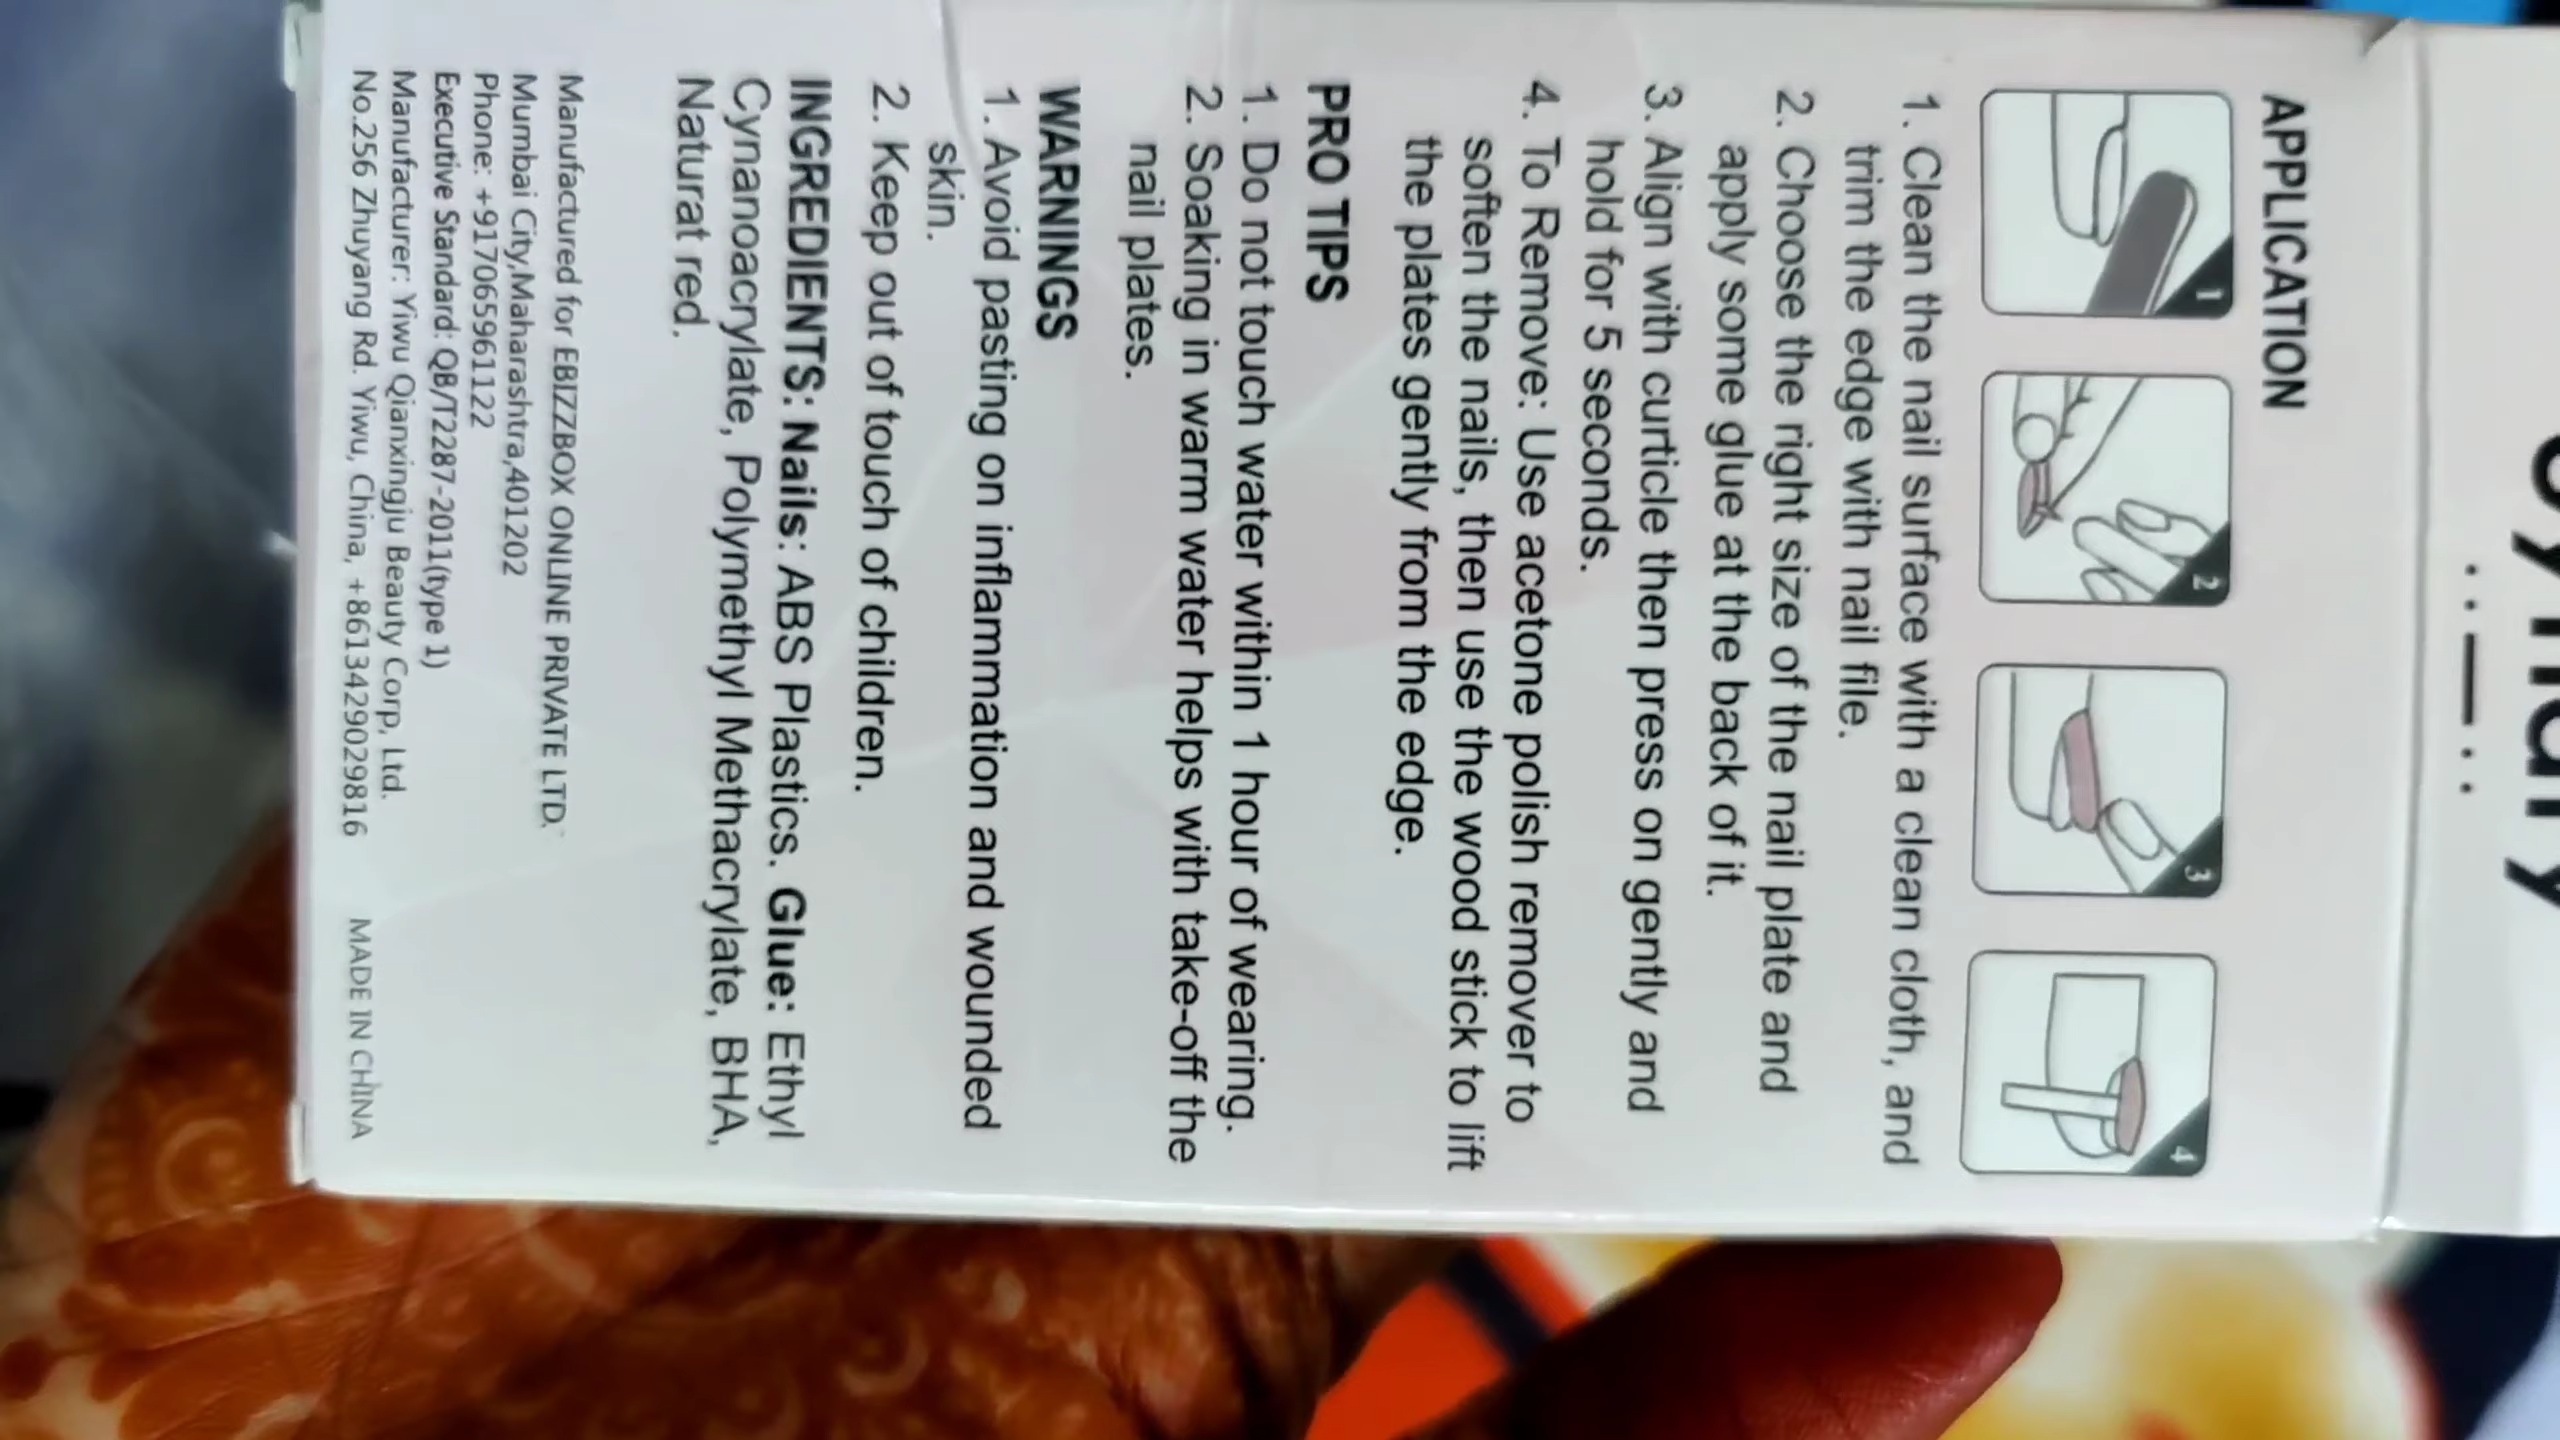 APPLICATION
1
2
3
4
1. Clean the nail surface with a clean cloth, and
trim the edge with nail file.
2. Choose the right size of the nail plate and
apply some glue at the back of it.
3. Align with curticle then press on gently and
hold for 5 seconds.
4. To Remove: Use acetone polish remover to
soften the nails, then use the wood stick to lift
the plates gently from the edge.
PRO TIPS
1. Do not touch water within 1 hour of wearing.
2. Soaking in warm water helps with take-off the
nail plates.
WARNINGS
1. Avoid pasting on inflammation and wounded
skin.
2. Keep out of touch of children.
INGREDIENTS: Nails: ABS Plastics. Glue: Ethyl
Cynanoacrylate, Polymethyl Methacrylate, BHA,
Naturat red.
Manufactured for EBIZZBOX ONLINE PRIVATE LTD.
Mumbai City,Maharashtra,401202
Phone: +917065961122
Executive Standard: QB/T2287-2011(type 1)
Manufacturer: Yiwu Qianxingju Beauty Corp, Ltd.
No.256 Zhuyang Rd. Yiwu, China, +8613429029816 MADE IN CHINA